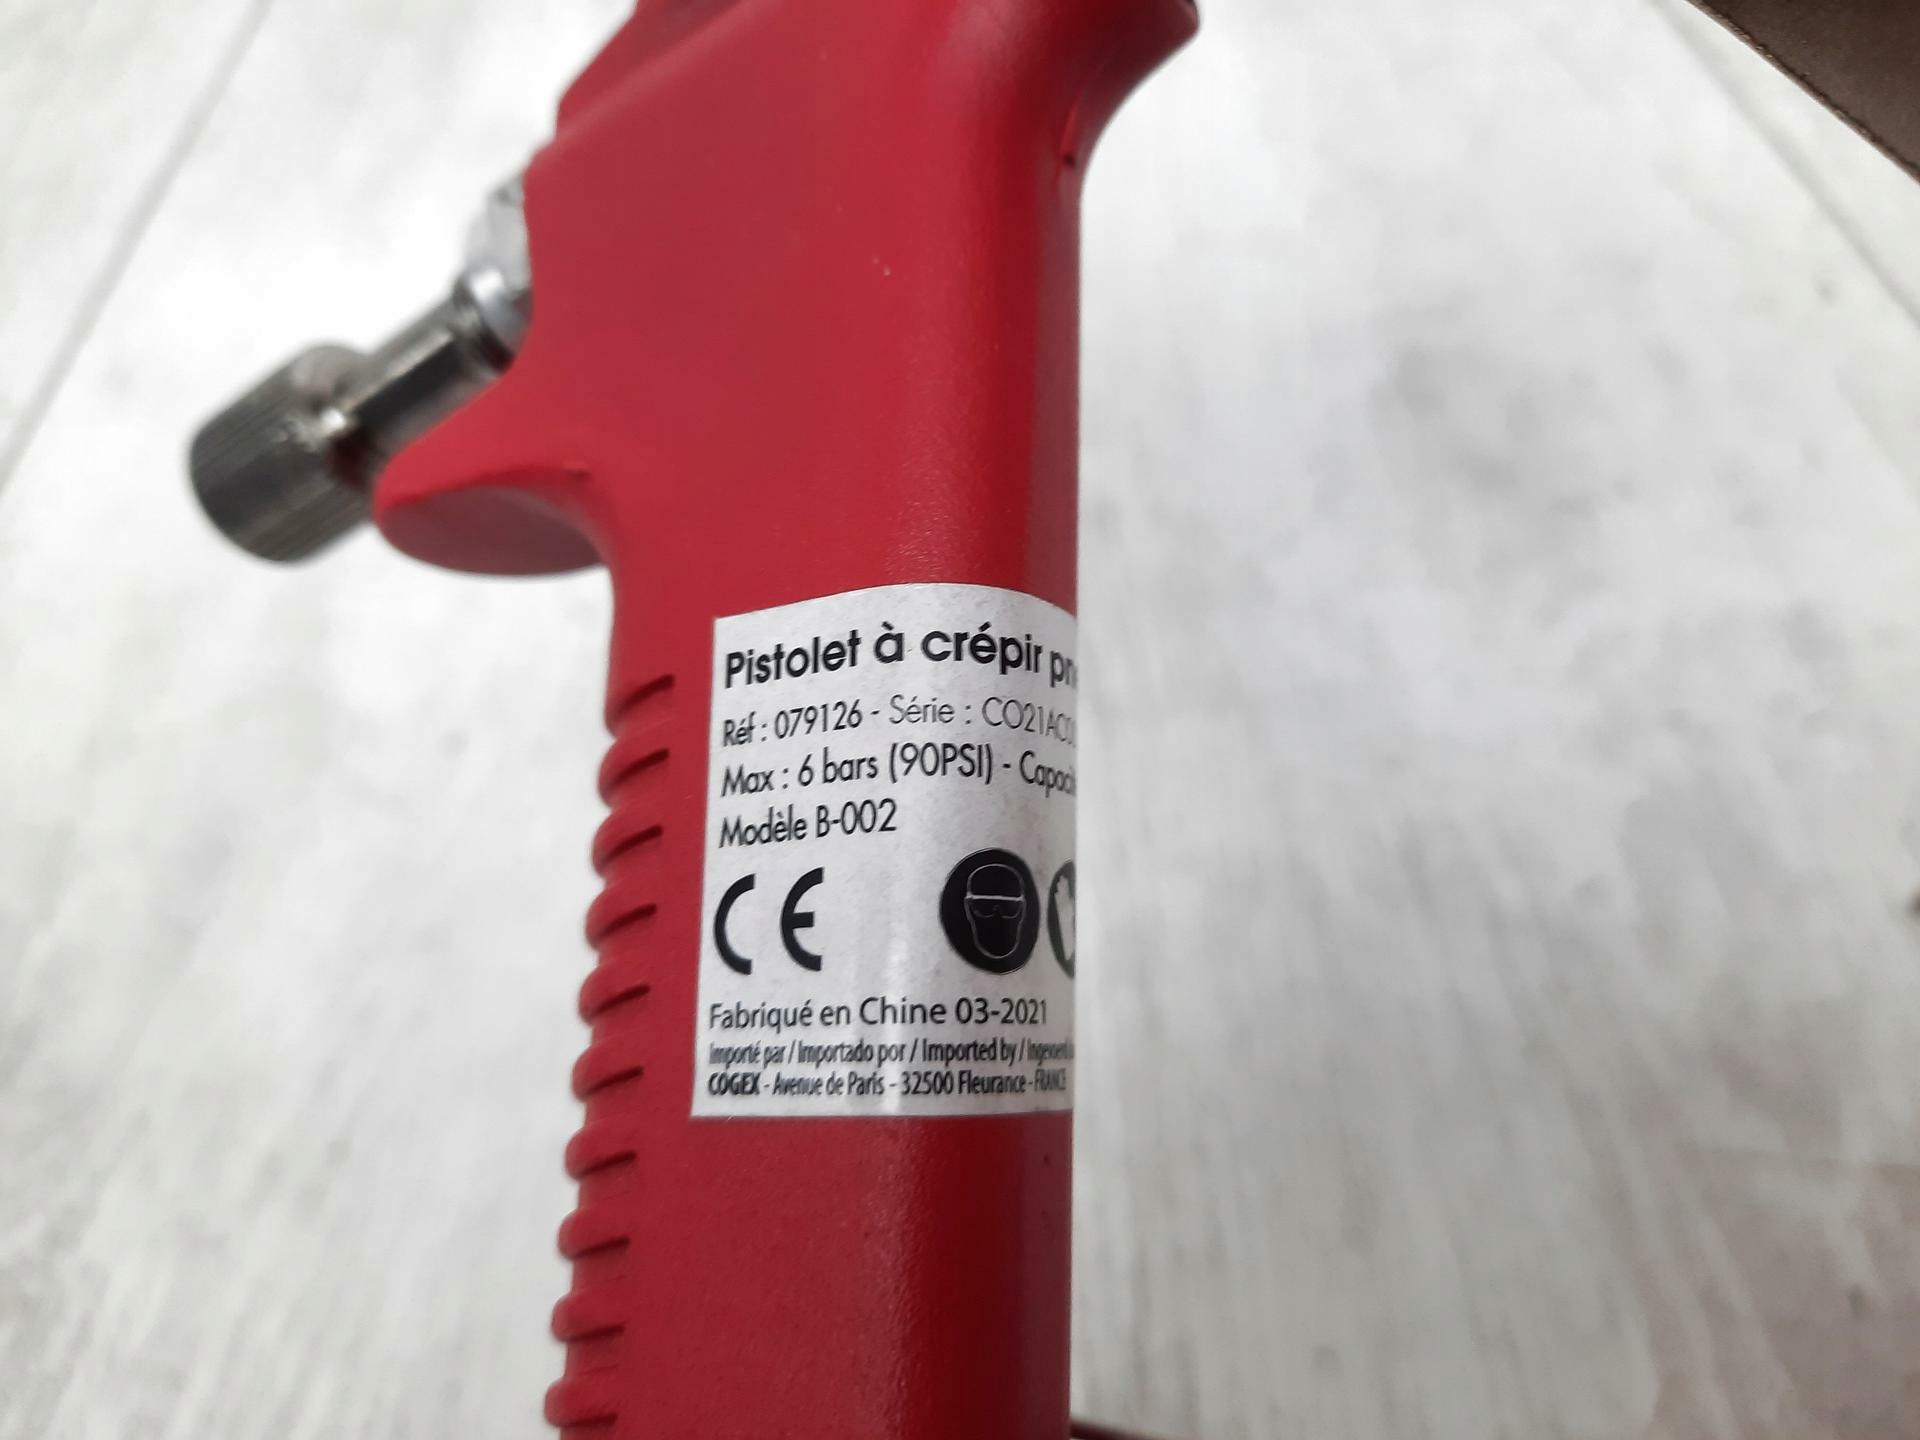 Pistolet à crépir
Réf : 079126 - Série :
Max : 6 bars (90PSI) -
Modèle B-002
CE
Fabriqué en Chine 03-2021
Importé par / Importado por / Imported by /
COGEX - Avenue de Paris - 32500 Fleurance - FRANCE